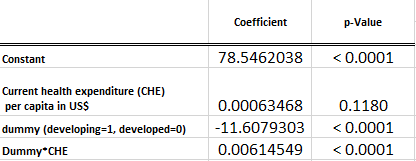 Coefficient p-Value
Constant 78.5462038 < 0.0001
Current health expenditure (CHE)
per capita in US$ 0.00063468 0.1180
dummy (developing=1, developed=0) -11.6079303 < 0.0001
Dummy*CHE 0.00614549 < 0.0001